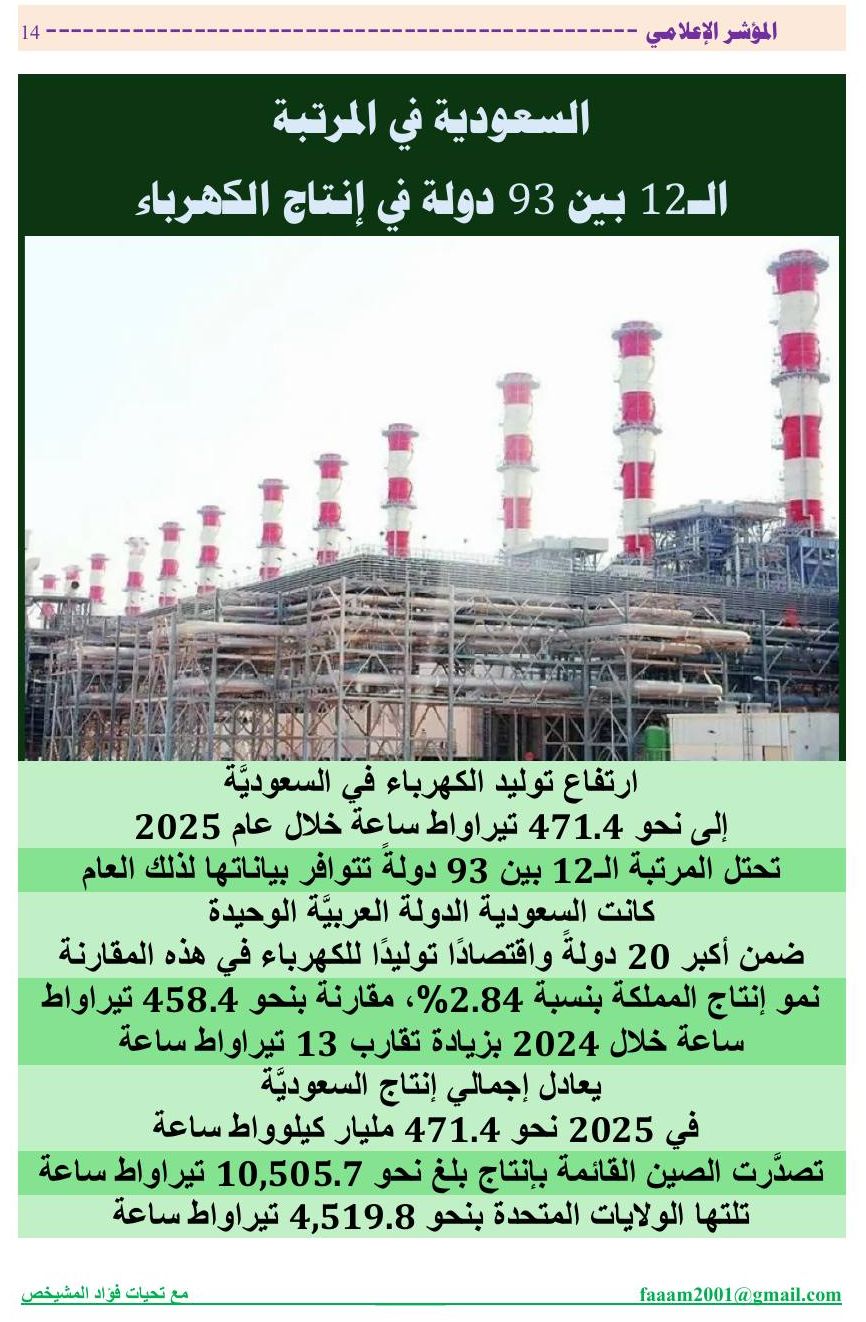 المؤشر الإعلامي ------------------------------------------------ 14
السعودية في المرتبة
الـ12 بين 93 دولة في إنتاج الكهرباء
ارتفاع توليد الكهرباء في السعوديَّة
إلى نحو 471.4 تيراواط ساعة خلال عام 2025
تحتل المرتبة الـ12 بين 93 دولةً تتوافر بياناتها لذلك العام
كانت السعودية الدولة العربيَّة الوحيدة
ضمن أكبر 20 دولةً واقتصادًا توليدًا للكهرباء في هذه المقارنة
نمو إنتاج المملكة بنسبة 2.84%، مقارنة بنحو 458.4 تيراواط
ساعة خلال 2024 بزيادة تقارب 13 تيراواط ساعة
يعادل إجمالي إنتاج السعوديَّة
في 2025 نحو 471.4 مليار كيلوواط ساعة
تصدَّرت الصين القائمة بإنتاج بلغ نحو 10,505.7 تيراواط ساعة
تلتها الولايات المتحدة بنحو 4,519.8 تيراواط ساعة
faaam2001@gmail.com مع تحيات فؤاد المشيخص